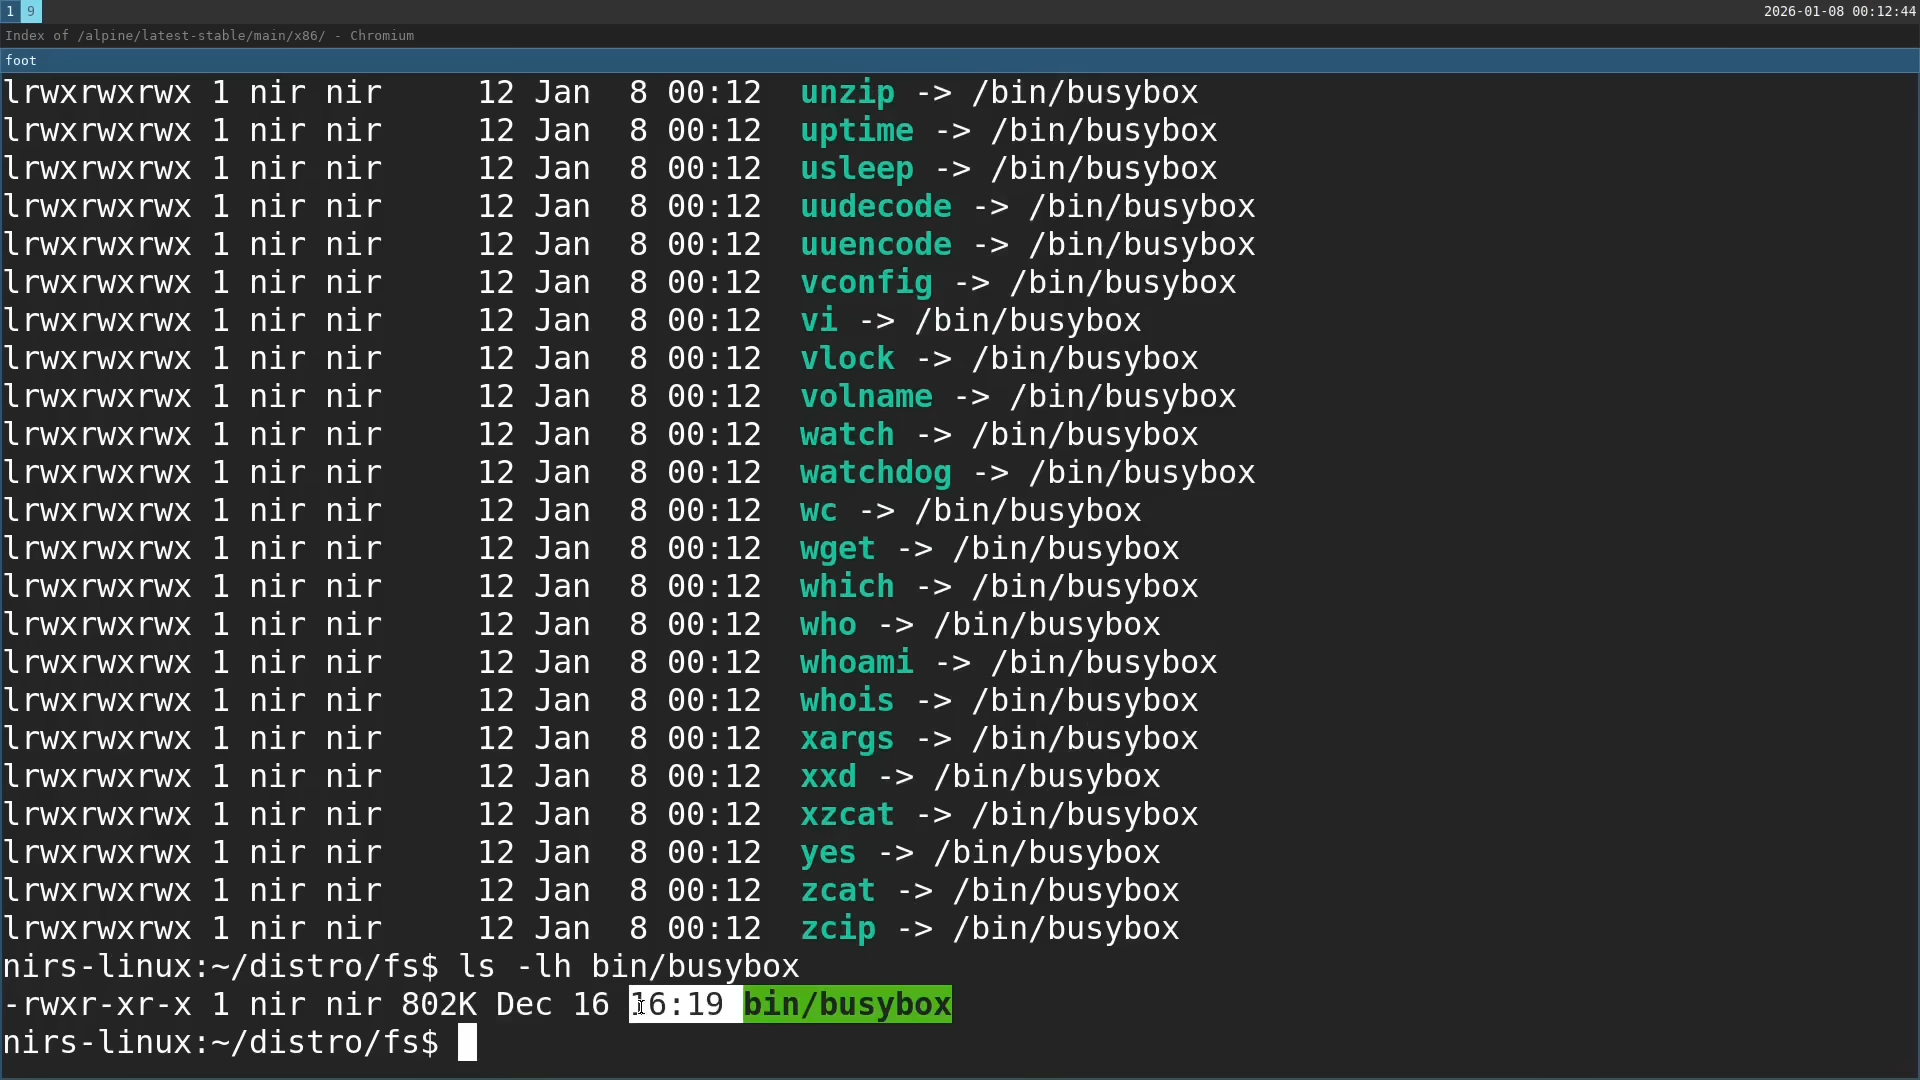 1 9 2026-01-08 00:12:44
Index of /alpine/latest-stable/main/x86/ - Chromium
foot
lrwxrwxrwx 1 nir nir     12 Jan  8 00:12  unzip -> /bin/busybox
lrwxrwxrwx 1 nir nir     12 Jan  8 00:12  uptime -> /bin/busybox
lrwxrwxrwx 1 nir nir     12 Jan  8 00:12  usleep -> /bin/busybox
lrwxrwxrwx 1 nir nir     12 Jan  8 00:12  uudecode -> /bin/busybox
lrwxrwxrwx 1 nir nir     12 Jan  8 00:12  uuencode -> /bin/busybox
lrwxrwxrwx 1 nir nir     12 Jan  8 00:12  vconfig -> /bin/busybox
lrwxrwxrwx 1 nir nir     12 Jan  8 00:12  vi -> /bin/busybox
lrwxrwxrwx 1 nir nir     12 Jan  8 00:12  vlock -> /bin/busybox
lrwxrwxrwx 1 nir nir     12 Jan  8 00:12  volname -> /bin/busybox
lrwxrwxrwx 1 nir nir     12 Jan  8 00:12  watch -> /bin/busybox
lrwxrwxrwx 1 nir nir     12 Jan  8 00:12  watchdog -> /bin/busybox
lrwxrwxrwx 1 nir nir     12 Jan  8 00:12  wc -> /bin/busybox
lrwxrwxrwx 1 nir nir     12 Jan  8 00:12  wget -> /bin/busybox
lrwxrwxrwx 1 nir nir     12 Jan  8 00:12  which -> /bin/busybox
lrwxrwxrwx 1 nir nir     12 Jan  8 00:12  who -> /bin/busybox
lrwxrwxrwx 1 nir nir     12 Jan  8 00:12  whoami -> /bin/busybox
lrwxrwxrwx 1 nir nir     12 Jan  8 00:12  whois -> /bin/busybox
lrwxrwxrwx 1 nir nir     12 Jan  8 00:12  xargs -> /bin/busybox
lrwxrwxrwx 1 nir nir     12 Jan  8 00:12  xxd -> /bin/busybox
lrwxrwxrwx 1 nir nir     12 Jan  8 00:12  xzcat -> /bin/busybox
lrwxrwxrwx 1 nir nir     12 Jan  8 00:12  yes -> /bin/busybox
lrwxrwxrwx 1 nir nir     12 Jan  8 00:12  zcat -> /bin/busybox
lrwxrwxrwx 1 nir nir     12 Jan  8 00:12  zcip -> /bin/busybox
nirs-linux:~/distro/fs$ ls -lh bin/busybox
-rwxr-xr-x 1 nir nir 802K Dec 16 16:19 bin/busybox
nirs-linux:~/distro/fs$